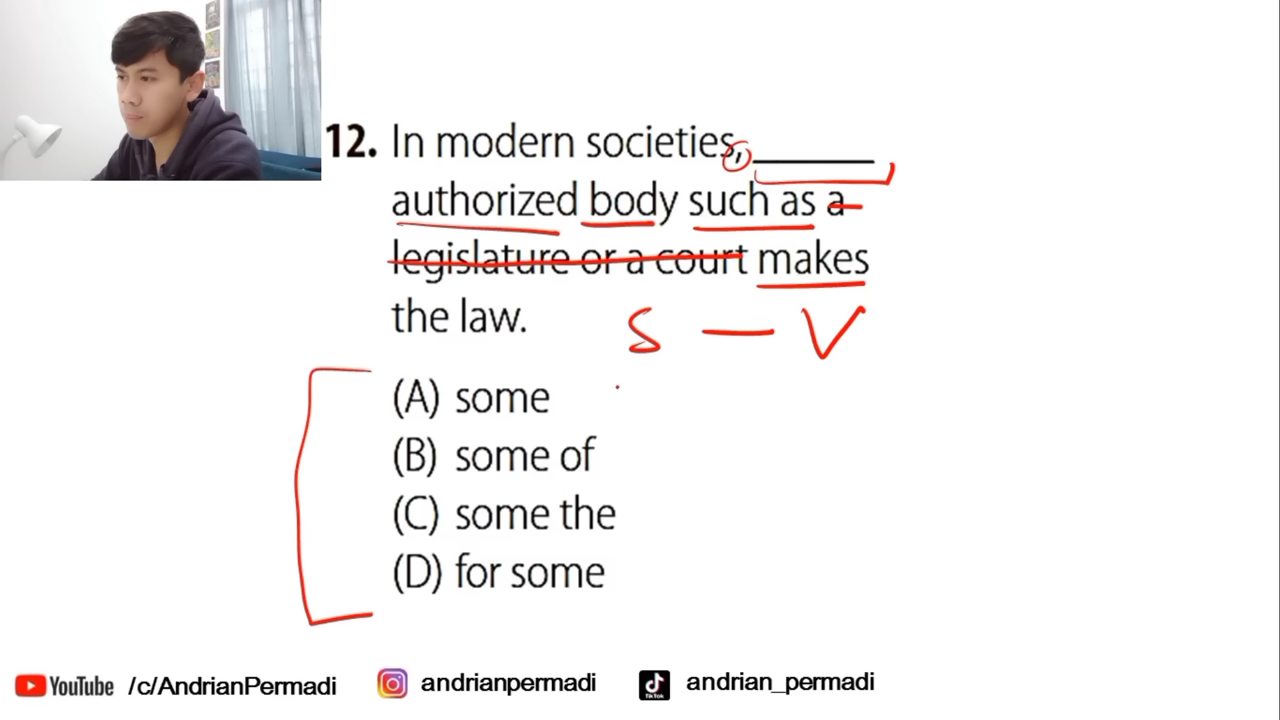 12. In modern societies, ________
authorized body such as a
legislature or a court makes
the law.
S — V
(A) some
(B) some of
(C) some the
(D) for some
YouTube /c/AndrianPermadi andrianpermadi TikTok andrian_permadi